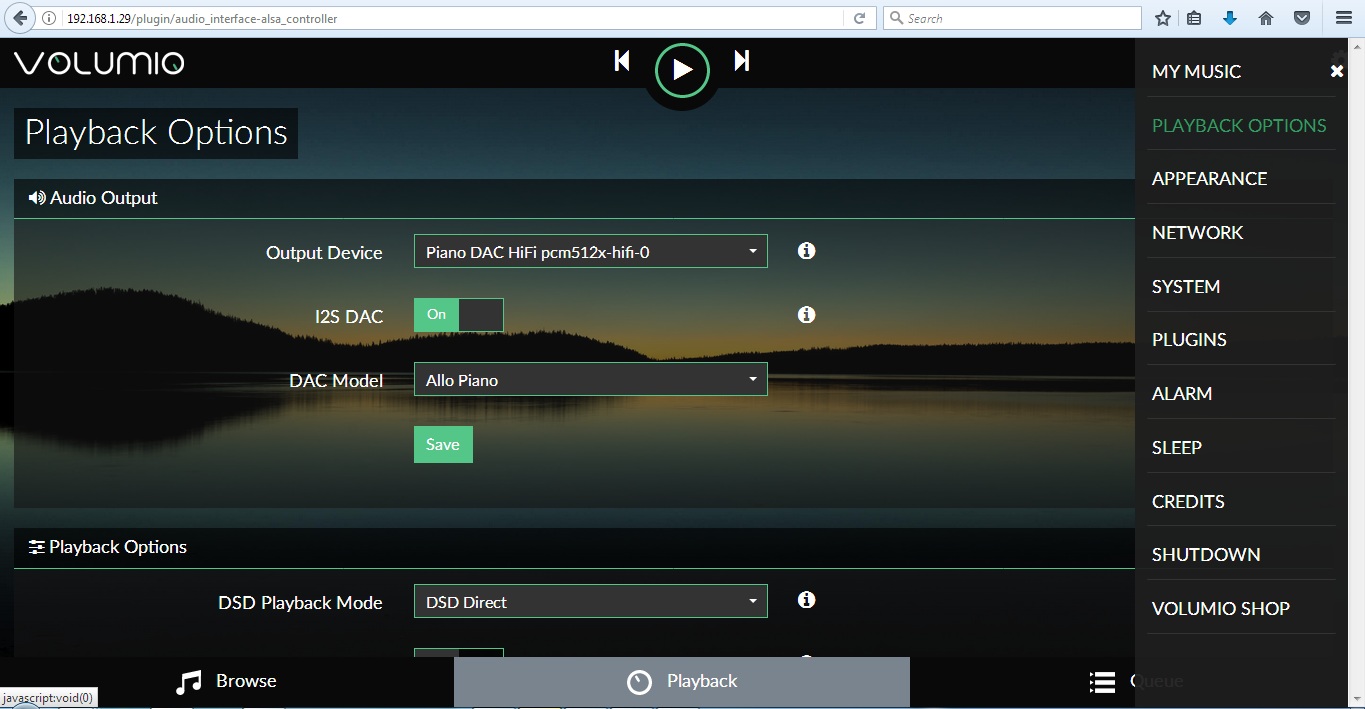 192.168.1.29/plugin/audio_interface-alsa_controller
Search
VOLUMIO
Playback Options
Audio Output
Output Device
Piano DAC HiFi pcm512x-hifi-0
I2S DAC
On
DAC Model
Allo Piano
Save
Playback Options
DSD Playback Mode
DSD Direct
MY MUSIC
PLAYBACK OPTIONS
APPEARANCE
NETWORK
SYSTEM
PLUGINS
ALARM
SLEEP
CREDITS
SHUTDOWN
VOLUMIO SHOP
Browse
Playback
Queue
javascript:void(0)